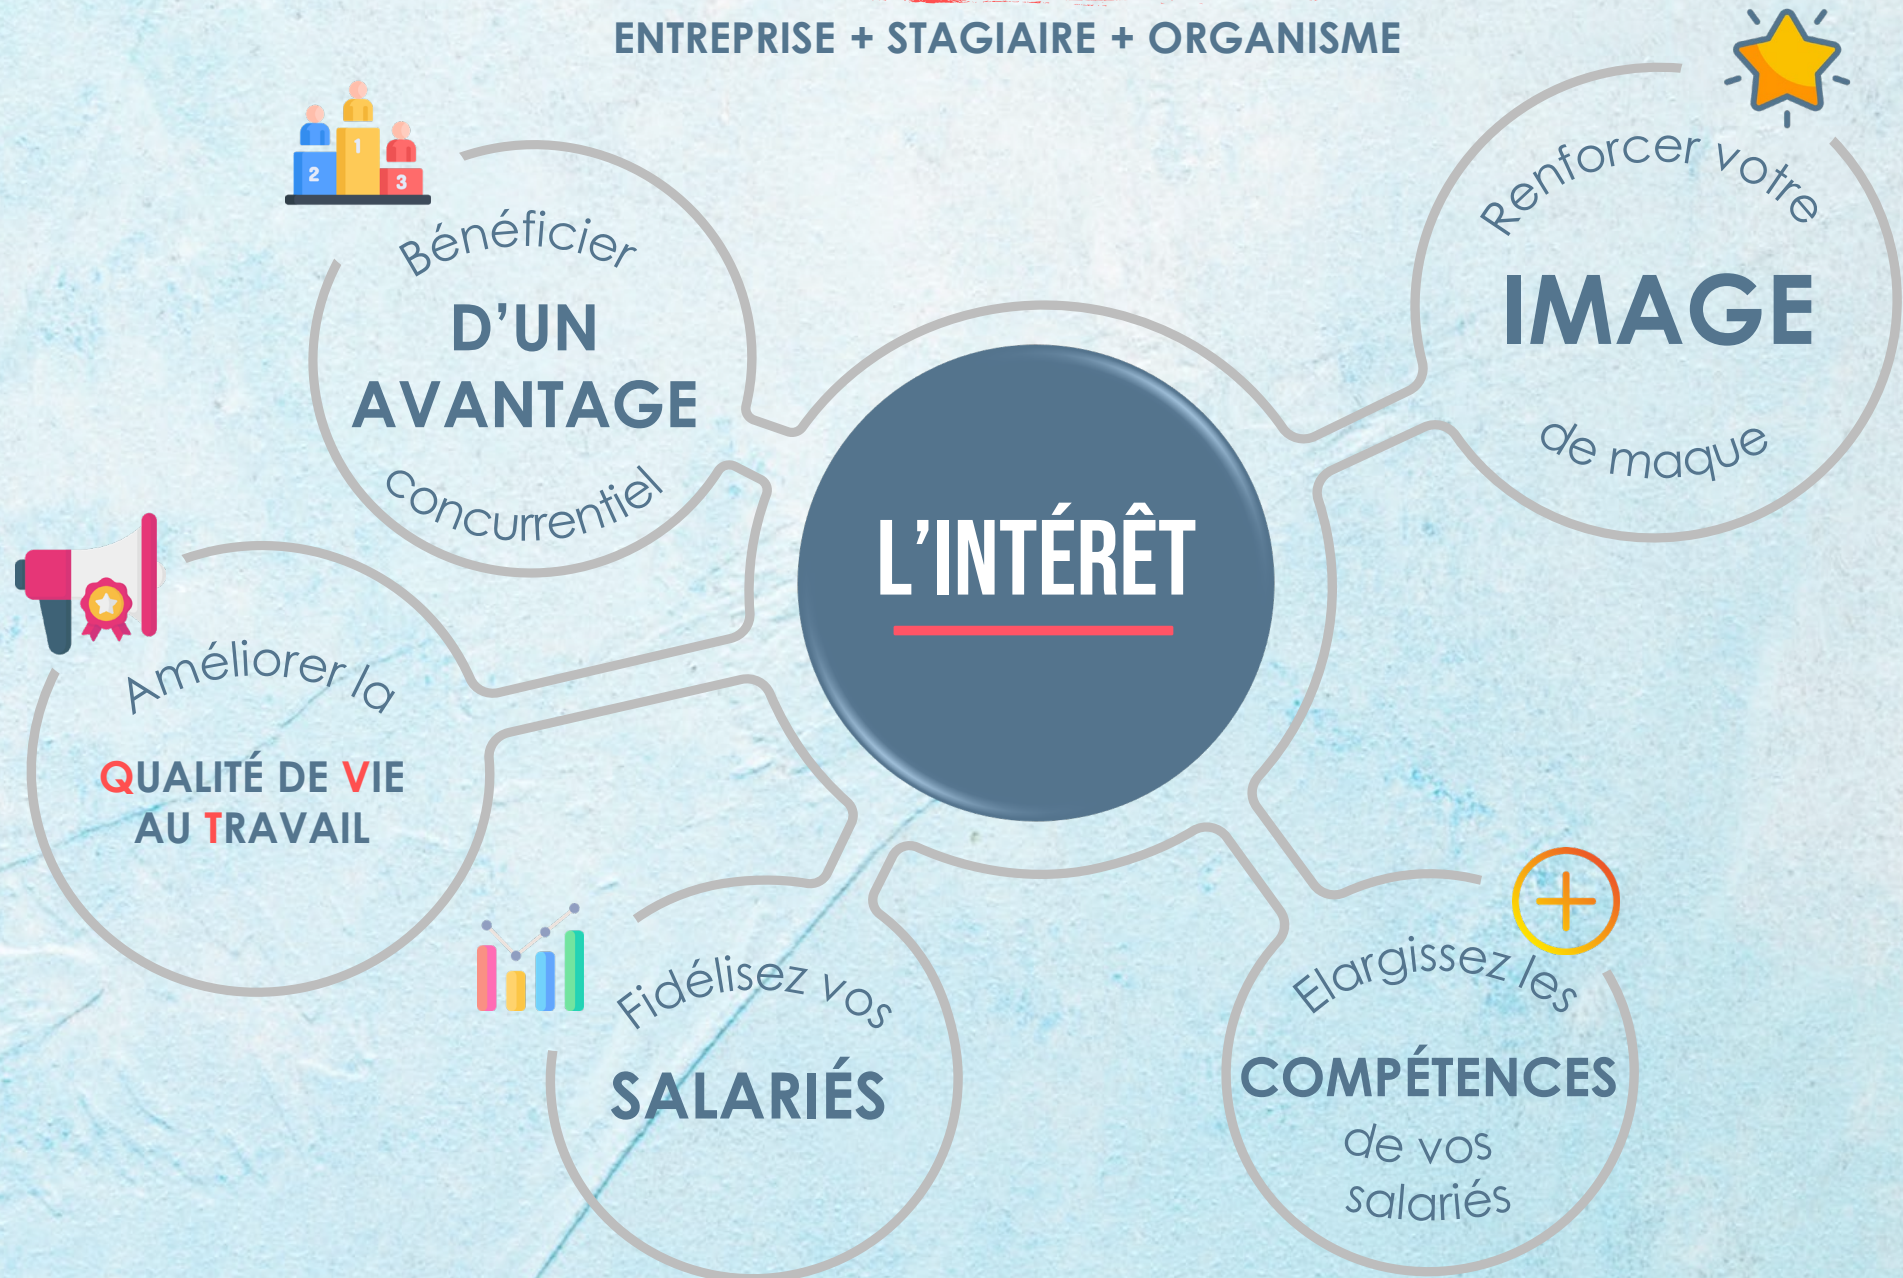 ENTREPRISE + STAGIAIRE + ORGANISME
2
1
3
Bénéficier
D'UN
AVANTAGE
concurrentiel
Renforcer votre
IMAGE
de maque
L'INTÉRÊT
Améliorer la
QUALITÉ DE VIE
AU TRAVAIL
Fidélisez vos
SALARIÉS
Elargissez les
COMPÉTENCES
de vos
salariés